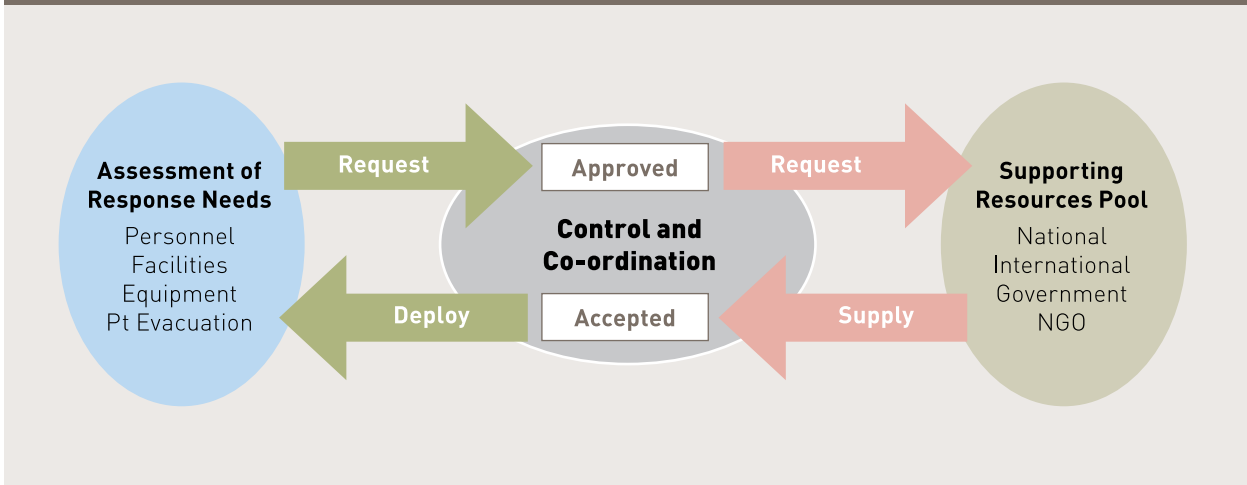 Assessment of
Response Needs
Personnel
Facilities
Equipment
Pt Evacuation
Request
Approved
Request
Control and
Co-ordination
Deploy
Accepted
Supply
Supporting
Resources Pool
National
International
Government
NGO